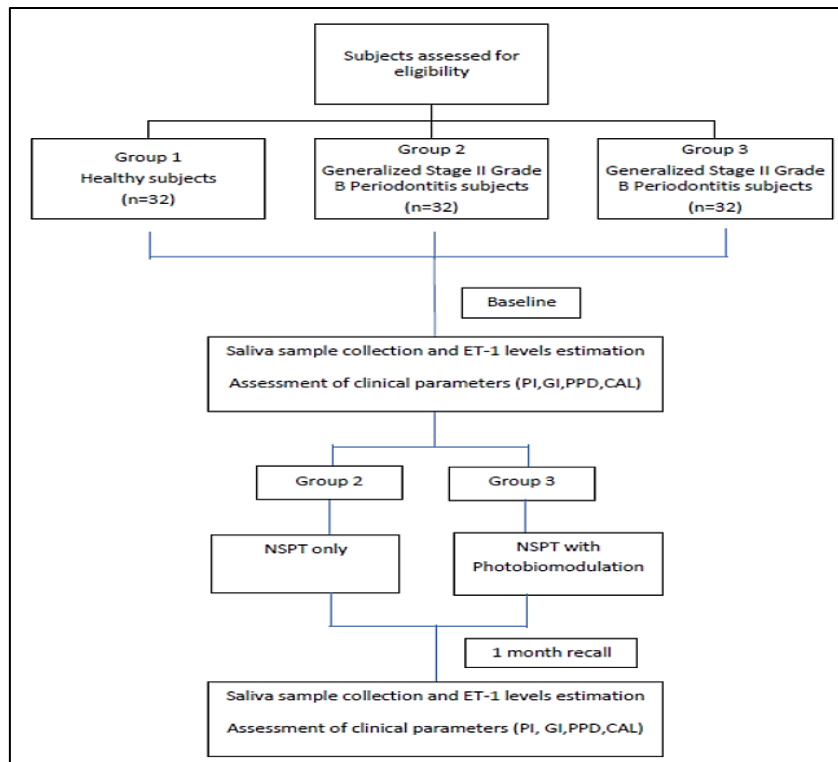 Subjects assessed for
eligibility
Group 1
Healthy subjects
(n=32)
Group 2
Generalized Stage II Grade
B Periodontitis subjects
(n=32)
Group 3
Generalized Stage II Grade
B Periodontitis subjects
(n=32)
Baseline
Saliva sample collection and ET-1 levels estimation
Assessment of clinical parameters (PI,GI,PPD,CAL)
Group 2
Group 3
NSPT only
NSPT with
Photobiomodulation
1 month recall
Saliva sample collection and ET-1 levels estimation
Assessment of clinical parameters (PI, GI,PPD,CAL)